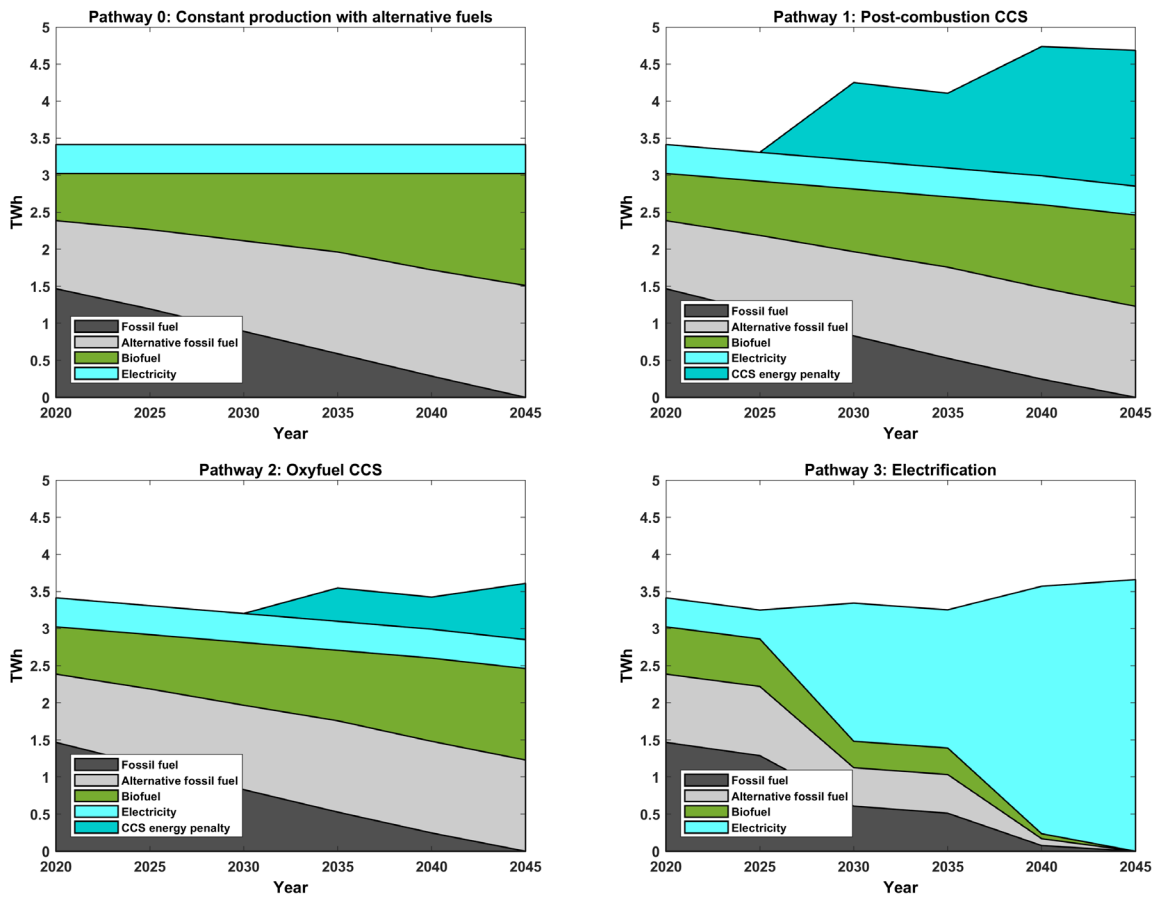 Pathway 0: Constant production with alternative fuels
5
4.5
4
3.5
3
2.5
2
1.5
1
0.5
0
TWh
Fossil fuel
Alternative fossil fuel
Biofuel
Electricity
2020 2025 2030 2035 2040 2045
Year
Pathway 1: Post-combustion CCS
5
4.5
4
3.5
3
2.5
2
1.5
1
0.5
0
TWh
Fossil fuel
Alternative fossil fuel
Biofuel
Electricity
CCS energy penalty
2020 2025 2030 2035 2040 2045
Year
Pathway 2: Oxyfuel CCS
5
4.5
4
3.5
3
2.5
2
1.5
1
0.5
0
TWh
Fossil fuel
Alternative fossil fuel
Biofuel
Electricity
CCS energy penalty
2020 2025 2030 2035 2040 2045
Year
Pathway 3: Electrification
5
4.5
4
3.5
3
2.5
2
1.5
1
0.5
0
TWh
Fossil fuel
Alternative fossil fuel
Biofuel
Electricity
2020 2025 2030 2035 2040 2045
Year